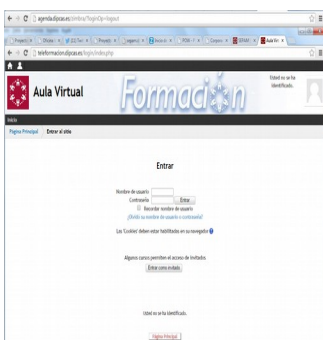 agenda.dipcas.es/zimbra/?loginOp=logout
teleformacion.dipcas.es/login/index.php
Aula Virtual
Formación
Usted no se ha
identificado.
Inicio
Página Principal Entrar al sitio
Entrar
Nombre de usuario
Contraseña Entrar
Recordar nombre de usuario
¿Olvidó su nombre de usuario o contraseña?
Las 'Cookies' deben estar habilitadas en su navegador
Algunos cursos permiten el acceso de invitados
Entrar como invitado
Usted no se ha identificado.
Página Principal